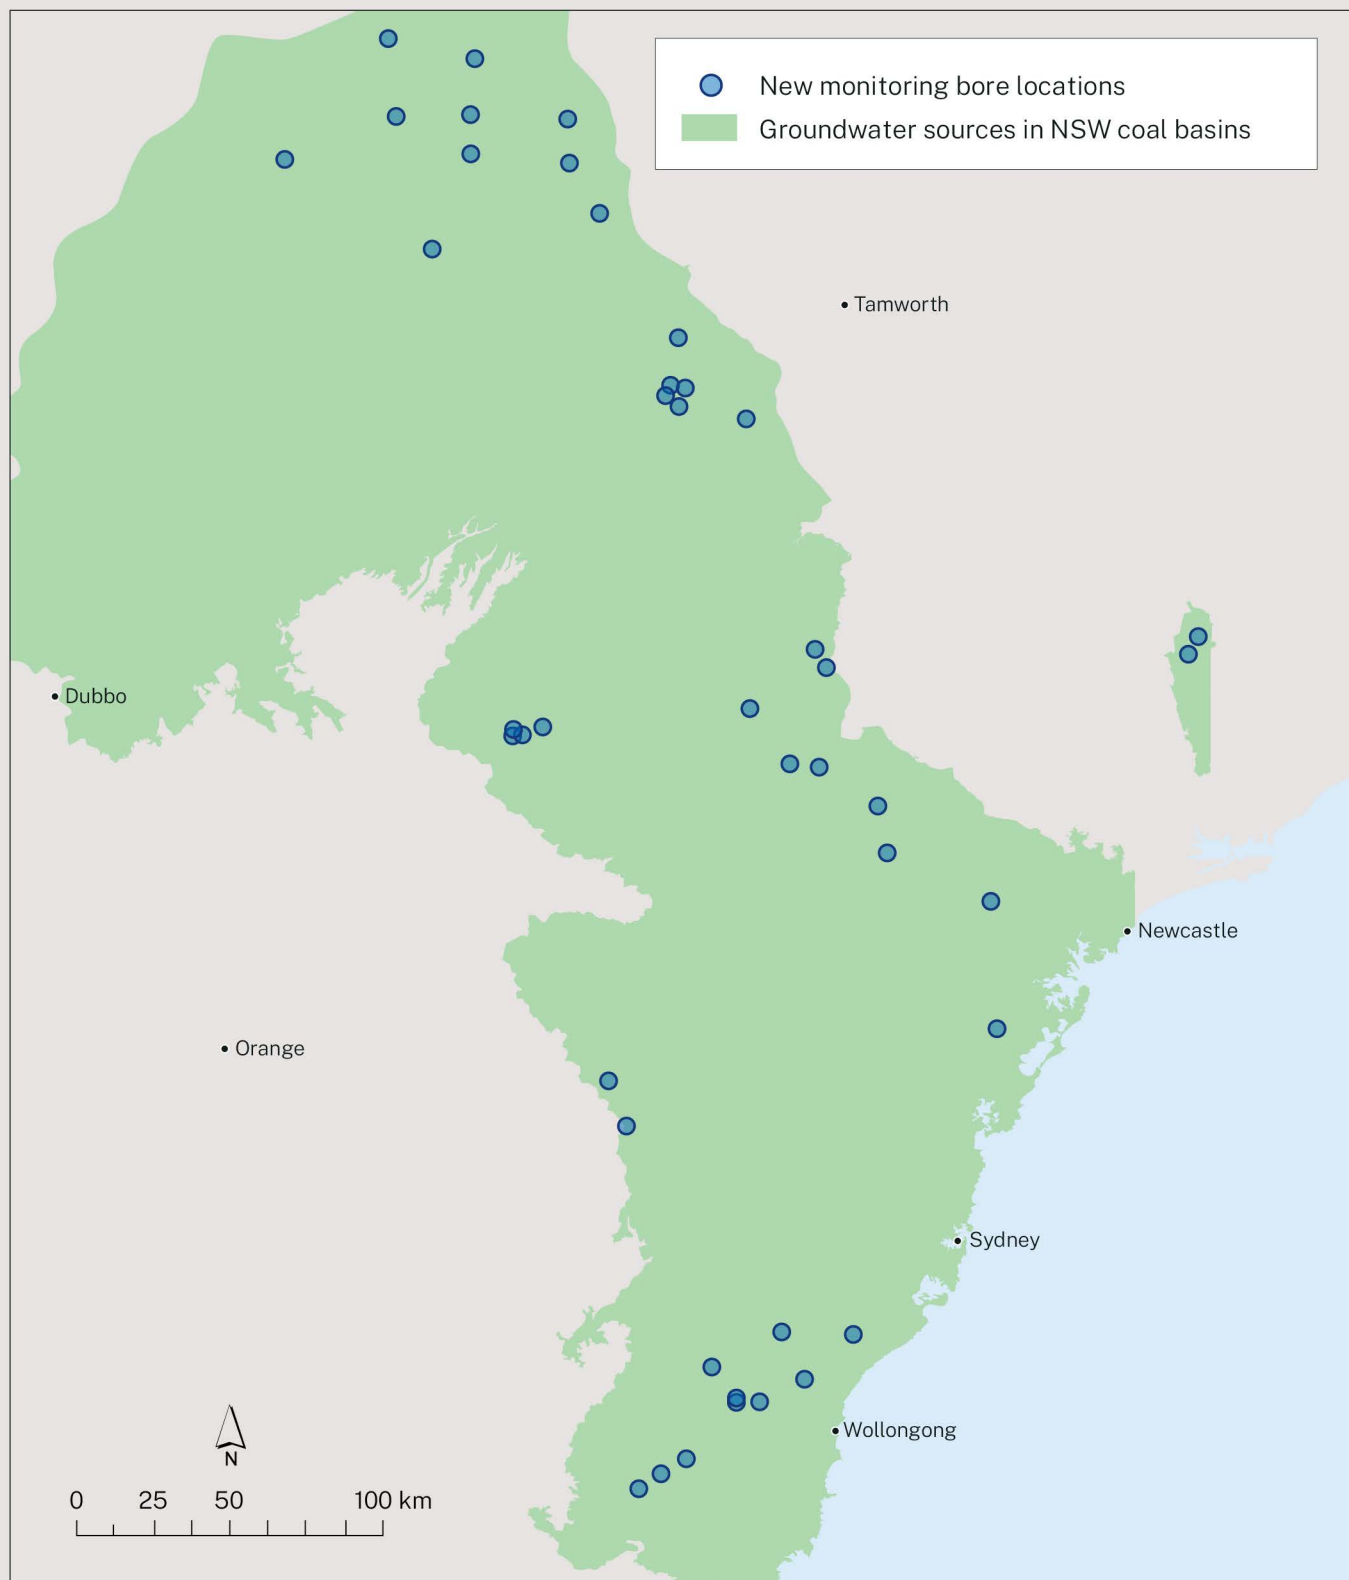 New monitoring bore locations
Groundwater sources in NSW coal basins
Tamworth
Dubbo
Newcastle
Orange
Sydney
Wollongong
N
0 25 50 100 km